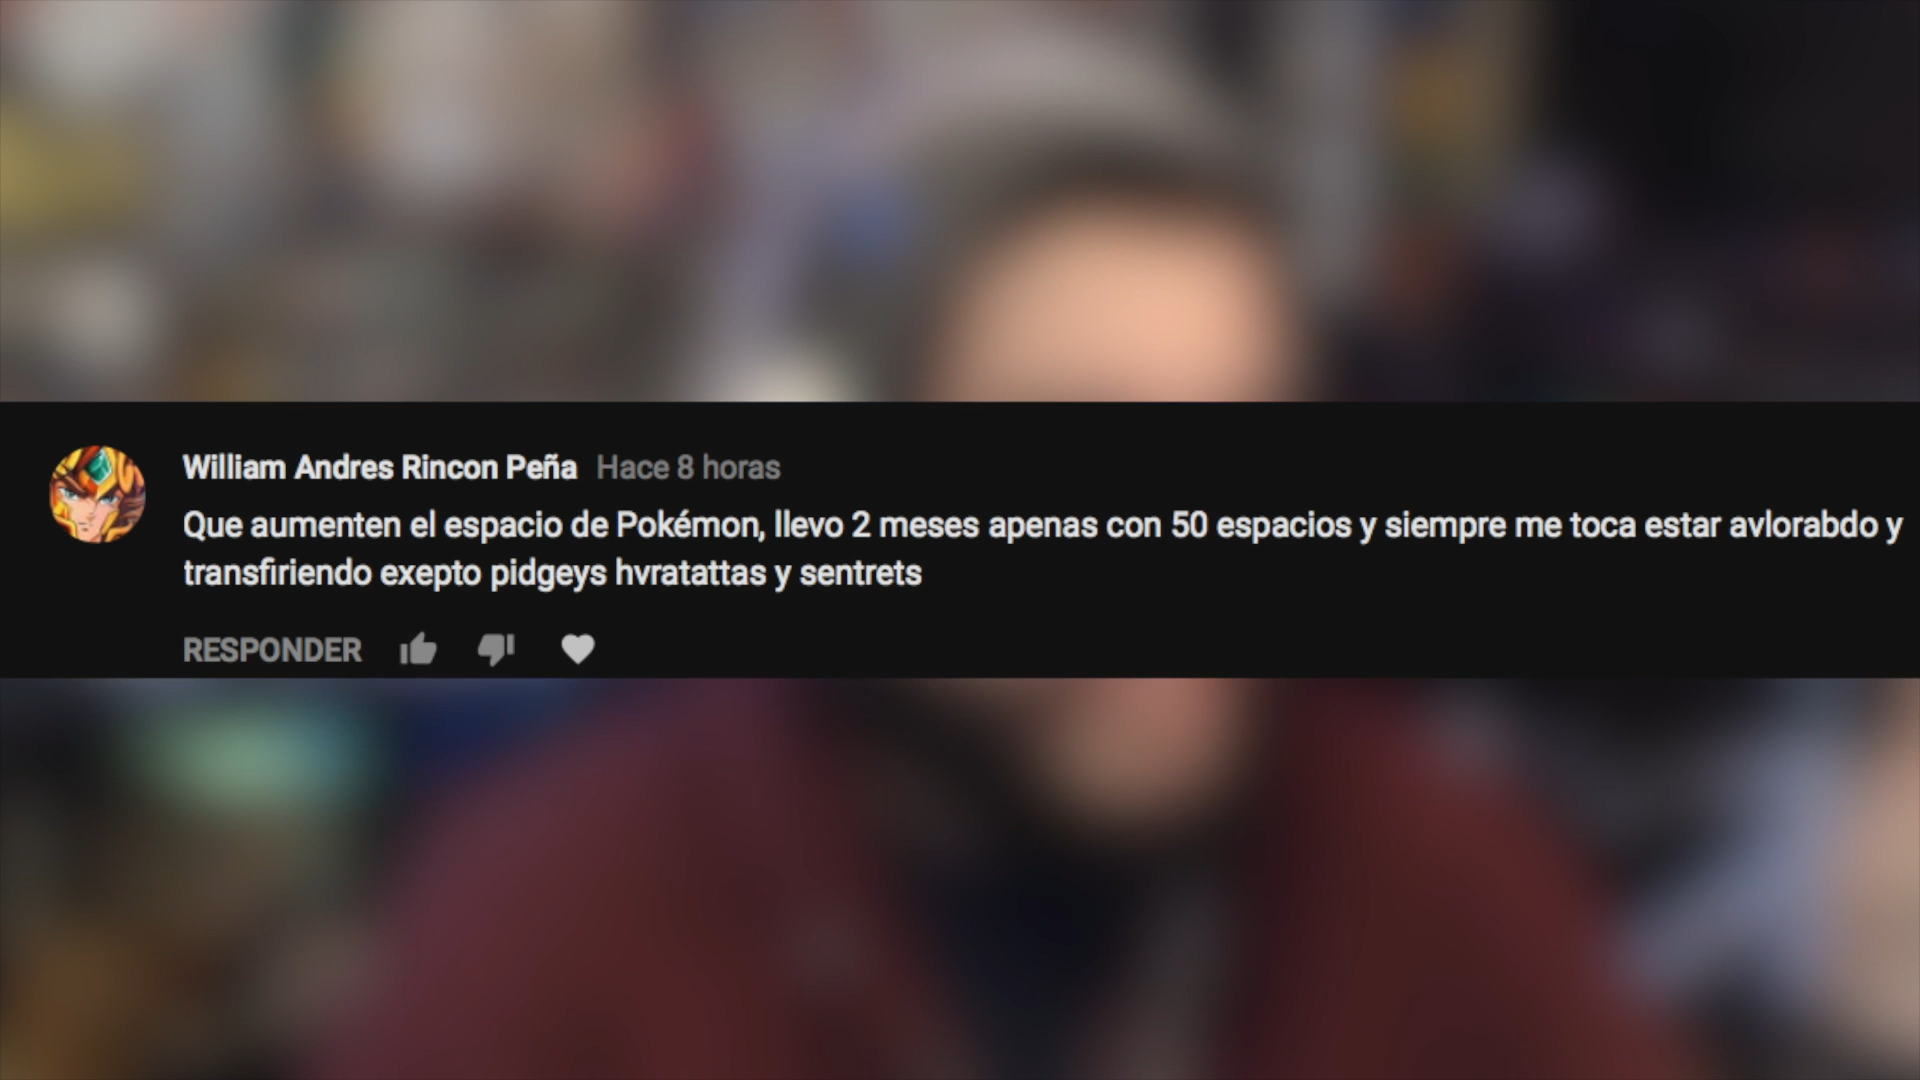 William Andres Rincon Peña Hace 8 horas
Que aumenten el espacio de Pokémon, llevo 2 meses apenas con 50 espacios y siempre me toca estar avlorabdo y
transfiriendo exepto pidgeys hvratattas y sentrets
RESPONDER